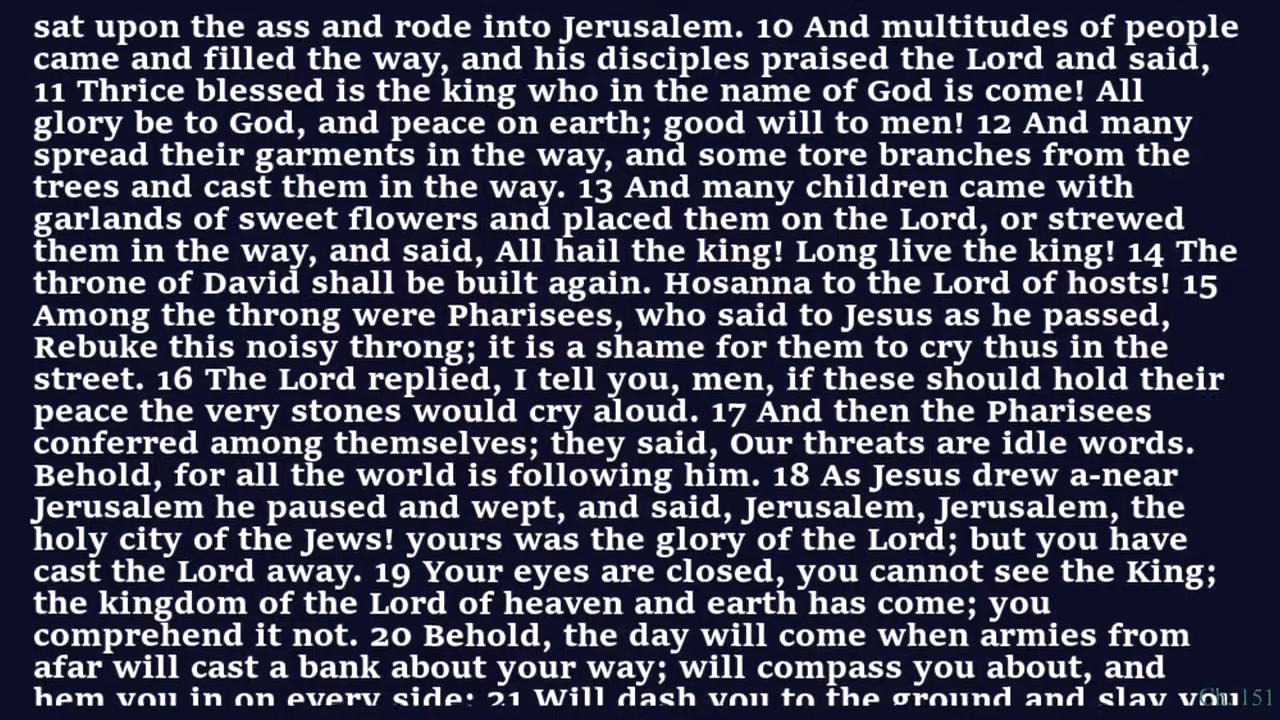 sat upon the ass and rode into Jerusalem. 10 And multitudes of people
came and filled the way, and his disciples praised the Lord and said,
11 Thrice blessed is the king who in the name of God is come! All
glory be to God, and peace on earth; good will to men! 12 And many
spread their garments in the way, and some tore branches from the
trees and cast them in the way. 13 And many children came with
garlands of sweet flowers and placed them on the Lord, or strewed
them in the way, and said, All hail the king! Long live the king! 14 The
throne of David shall be built again. Hosanna to the Lord of hosts! 15
Among the throng were Pharisees, who said to Jesus as he passed,
Rebuke this noisy throng; it is a shame for them to cry thus in the
street. 16 The Lord replied, I tell you, men, if these should hold their
peace the very stones would cry aloud. 17 And then the Pharisees
conferred among themselves; they said, Our threats are idle words.
Behold, for all the world is following him. 18 As Jesus drew a-near
Jerusalem he paused and wept, and said, Jerusalem, Jerusalem, the
holy city of the Jews! yours was the glory of the Lord; but you have
cast the Lord away. 19 Your eyes are closed, you cannot see the King;
the kingdom of the Lord of heaven and earth has come; you
comprehend it not. 20 Behold, the day will come when armies from
afar will cast a bank about your way; will compass you about, and
hem you in on every side; 21 Will dash you to the ground and slay you
Ch. 151